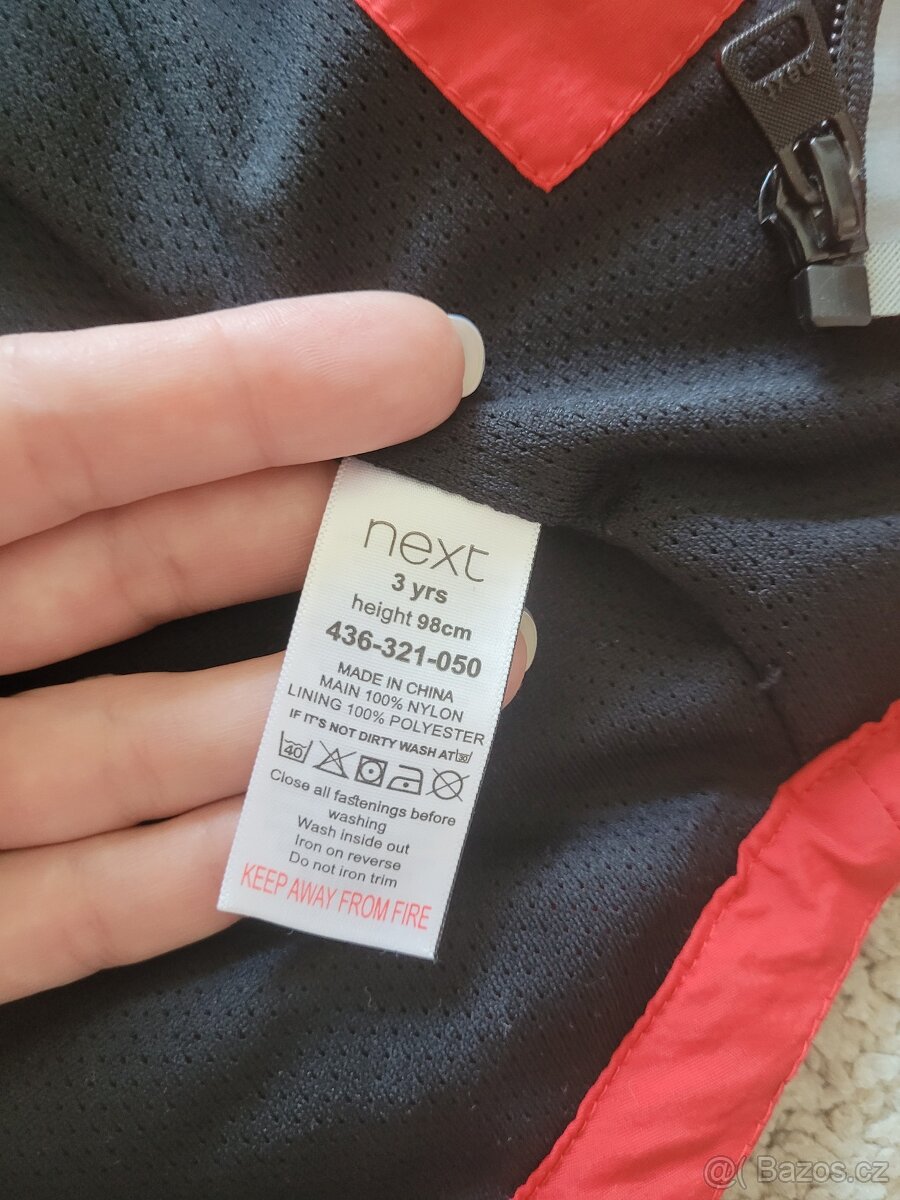 NEXT
next
3 yrs
height 98cm
436-321-050
MADE IN CHINA
MAIN 100% NYLON
LINING 100% POLYESTER
IF IT'S NOT DIRTY WASH AT 30
40
Close all fastenings before
washing
Wash inside out
Iron on reverse
Do not iron trim
KEEP AWAY FROM FIRE
@( Bazos.cz